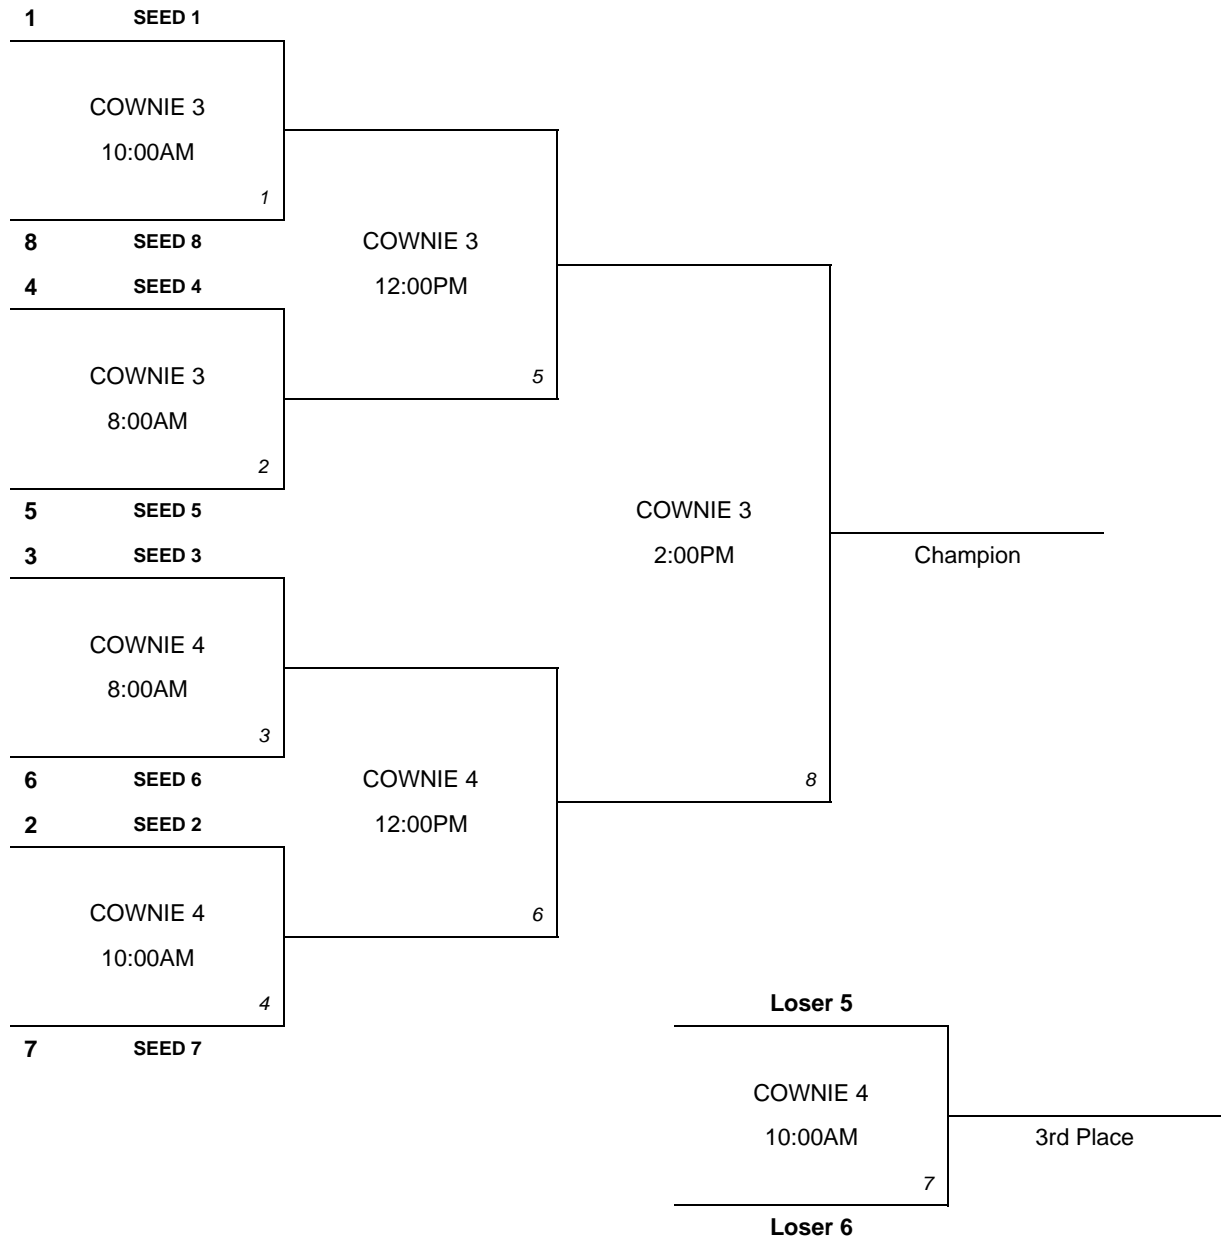 1 SEED 1
COWNIE 3
10:00AM
1
8 SEED 8
COWNIE 3
4 SEED 4
12:00PM
COWNIE 3
5
8:00AM
2
5 SEED 5
COWNIE 3
3 SEED 3
2:00PM
Champion
COWNIE 4
8:00AM
3
6 SEED 6
COWNIE 4
8
2 SEED 2
12:00PM
COWNIE 4
6
10:00AM
4
Loser 5
7 SEED 7
COWNIE 4
10:00AM
3rd Place
7
Loser 6